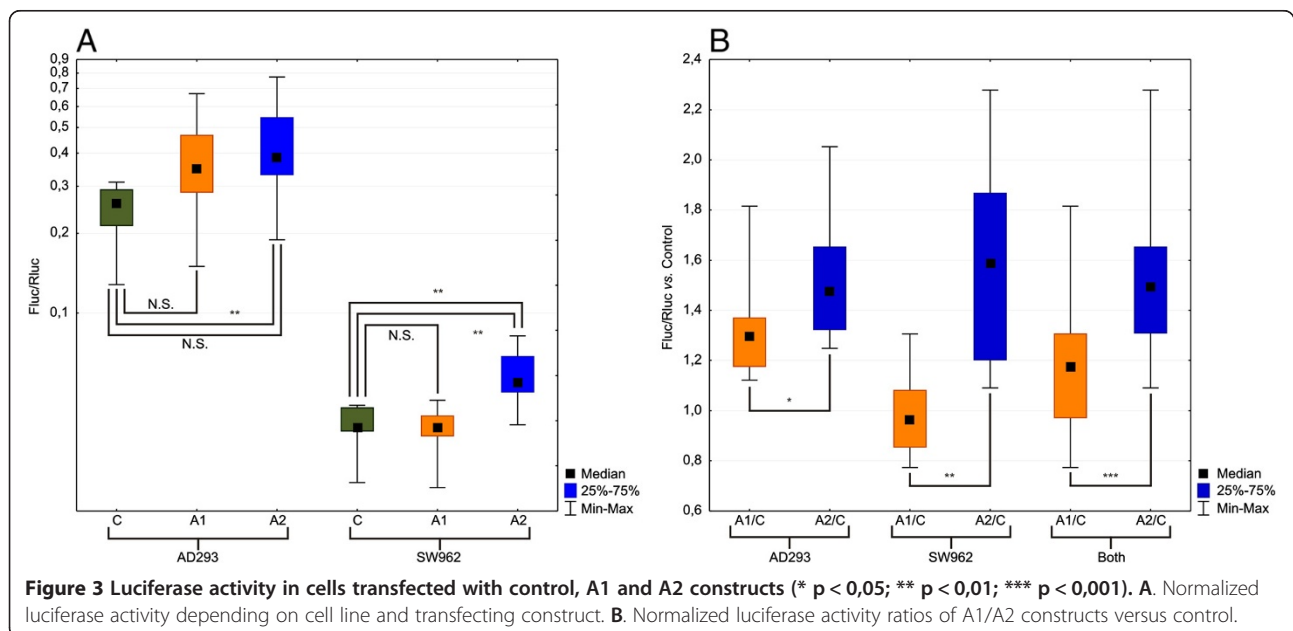 A
0,9
0,8
0,7
0,6
0,5
0,4
0,3
0,2
0,1
Fluc/Rluc
N.S.
**
N.S.
**
N.S.
**
C
A1
A2
C
A1
A2
AD293
SW962
Median
25%-75%
Min-Max
B
2,4
2,2
2,0
1,8
1,6
1,4
1,2
1,0
0,8
0,6
Fluc/Rluc vs. Control
*
**
***
A1/C
A2/C
A1/C
A2/C
A1/C
A2/C
AD293
SW962
Both
Median
25%-75%
Min-Max
Figure 3 Luciferase activity in cells transfected with control, A1 and A2 constructs (* p < 0,05; ** p < 0,01; *** p < 0,001). A. Normalized
luciferase activity depending on cell line and transfecting construct. B. Normalized luciferase activity ratios of A1/A2 constructs versus control.